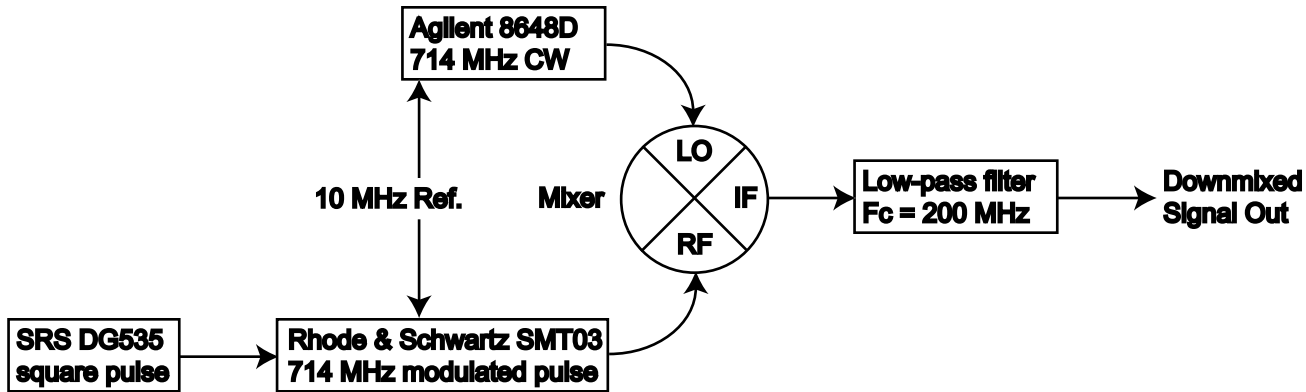 Agilent 8648D
714 MHz CW
10 MHz Ref.
Mixer
LO
IF
RF
Low-pass filter
Fc = 200 MHz
Downmixed
Signal Out
SRS DG535
square pulse
Rhode & Schwartz SMT03
714 MHz modulated pulse